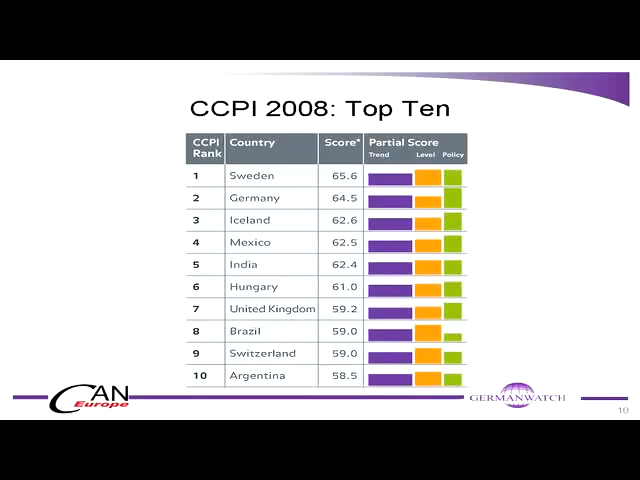 CCPI 2008: Top Ten
CCPI Rank Country Score* Partial Score
Trend Level Policy
1 Sweden 65.6
2 Germany 64.5
3 Iceland 62.6
4 Mexico 62.5
5 India 62.4
6 Hungary 61.0
7 United Kingdom 59.2
8 Brazil 59.0
9 Switzerland 59.0
10 Argentina 58.5
CAN Europe
GERMANWATCH
10